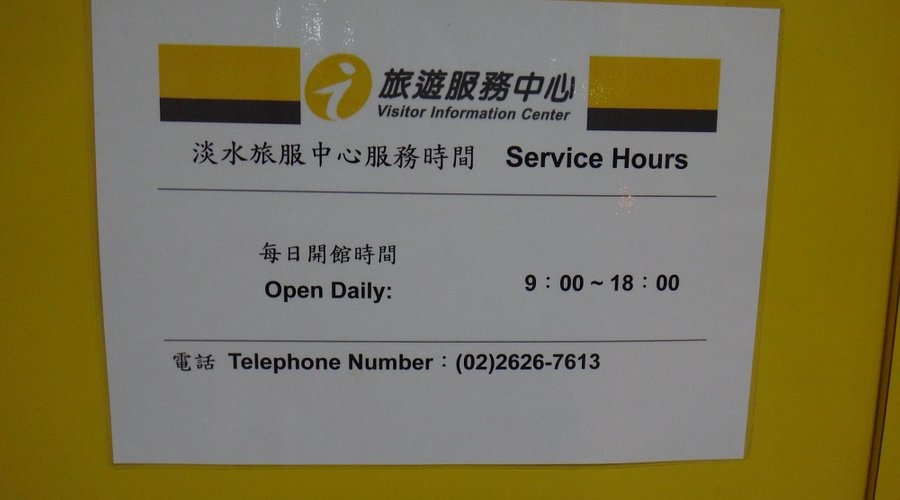 旅遊服務中心
Visitor Information Center
淡水旅服中心服務時間 Service Hours
每日開館時間
Open Daily:
9：00 ~ 18：00
電話 Telephone Number：(02)2626-7613